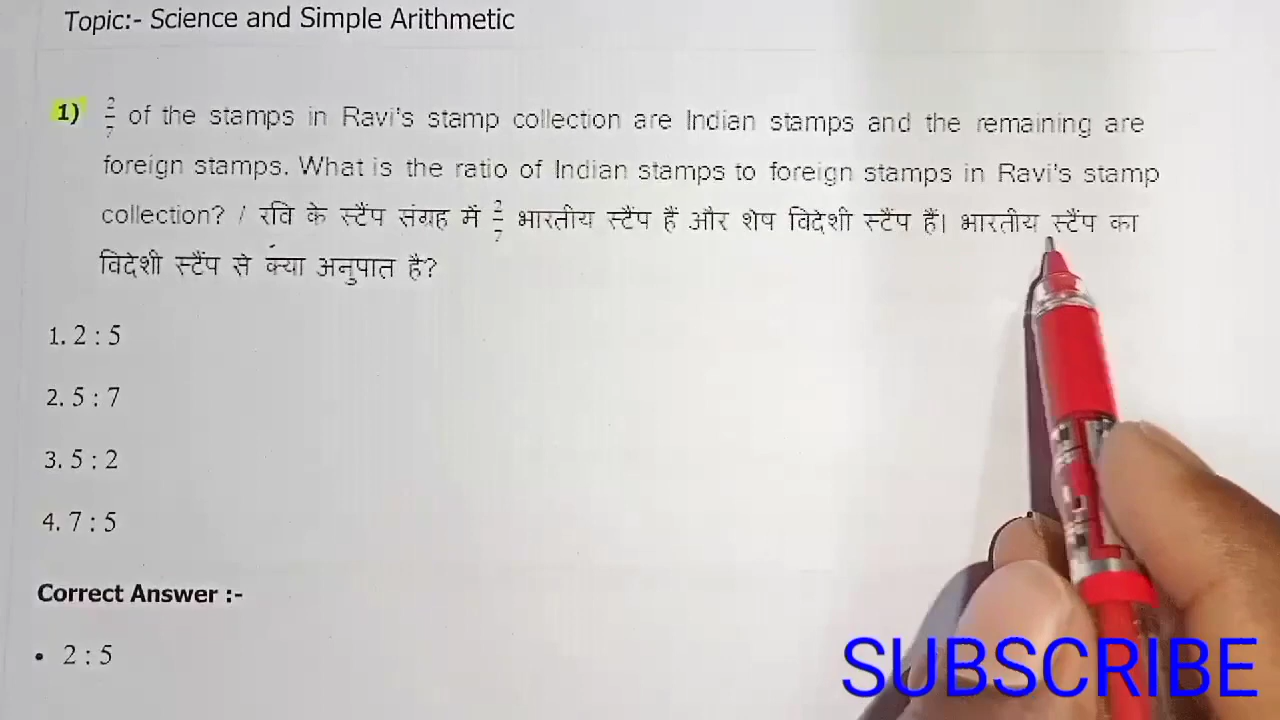 Topic:- Science and Simple Arithmetic
1) 2/7 of the stamps in Ravi's stamp collection are Indian stamps and the remaining are
foreign stamps. What is the ratio of Indian stamps to foreign stamps in Ravi's stamp
collection? / रवि के स्टैंप संग्रह में 2/7 भारतीय स्टैंप हैं और शेष विदेशी स्टैंप हैं। भारतीय स्टैंप का
विदेशी स्टैंप से क्या अनुपात है?
1. 2 : 5
2. 5 : 7
3. 5 : 2
4. 7 : 5
Correct Answer :-
• 2 : 5
SUBSCRIBE